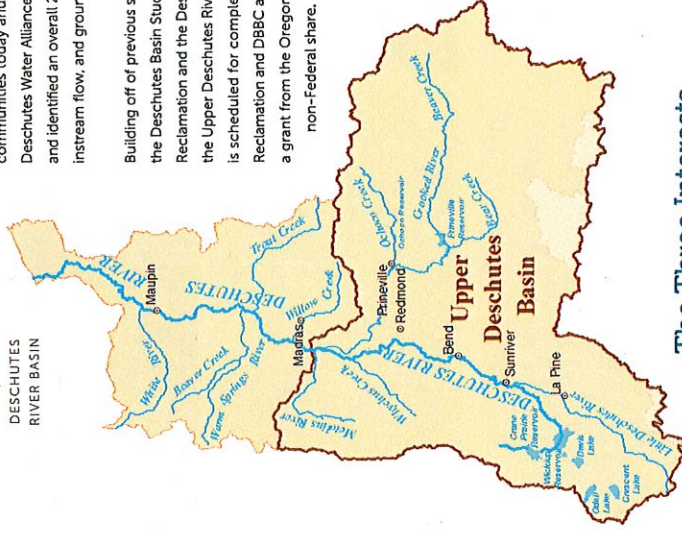 communities today and
Deschutes Water Alliance
and identified an overall 2
instream flow, and groun
Building off of previous s
the Deschutes Basin Stud
Reclamation and the Des
the Upper Deschutes Riv
is scheduled for complet
Reclamation and DBBC a
a grant from the Oregon
non-Federal share.
DESCHUTES
RIVER BASIN
Maupin
White River
DESCHUTES RIVER
Beaver Creek
Warm Springs River
Trout Creek
Willow Creek
Madras
Metolius River
Whychus Creek
Prineville
Redmond
Ochoco Creek
Ochoco Reservoir
Crooked River
Beaver Creek
Prineville
Reservoir
Bear Creek
DESCHUTES RIVER
Bend
Upper
Deschutes
Basin
Sunriver
La Pine
Little Deschutes River
Crane
Prairie
Reservoir
Wickiup
Reservoir
Davis
Lake
Odell
Lake
Crescent
Lake
The Three Interests